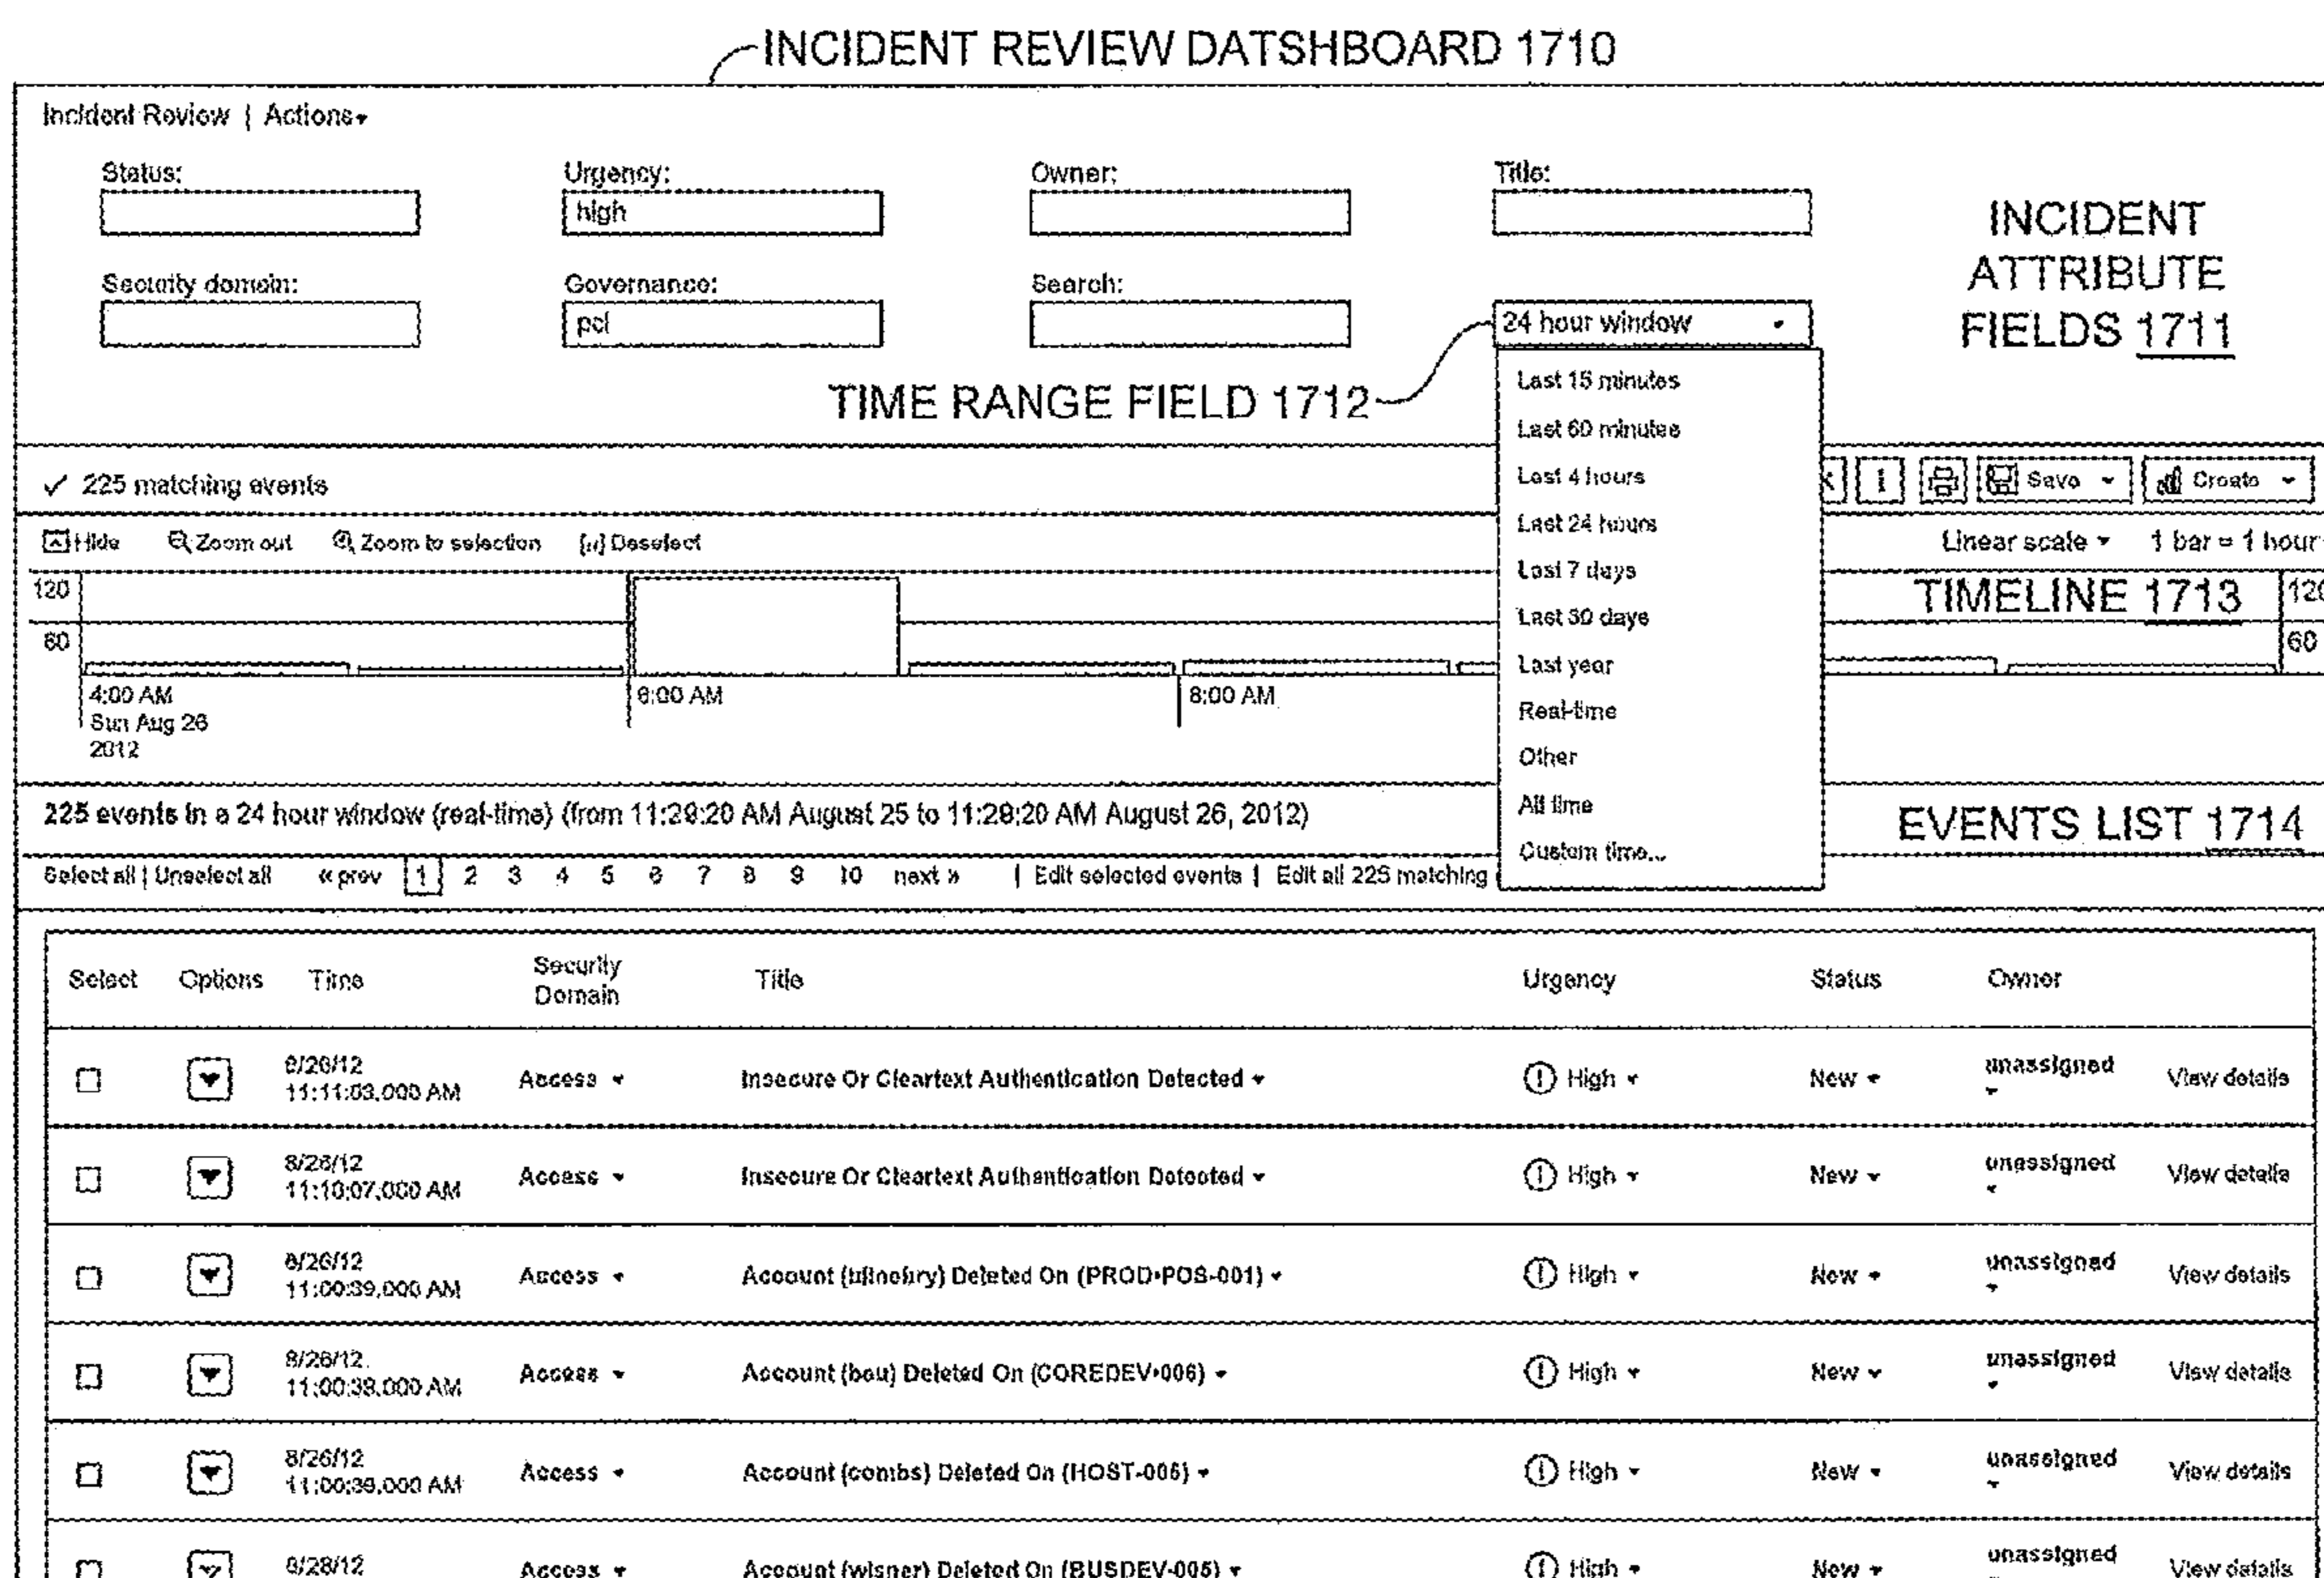 INCIDENT REVIEW DATSHBOARD 1710
Incident Review | Actions
Status:
Urgency:
Owner:
Title:
high
INCIDENT
ATTRIBUTE
FIELDS 1711
Security domain:
Governance:
Search:
pci
24 hour window
TIME RANGE FIELD 1712
Last 15 minutes
Last 60 minutes
Last 4 hours
Last 24 hours
Last 7 days
Last 30 days
Last year
Real-time
Other
All time
Custom time...
✓ 225 matching events
Save
Create
Hide
Zoom out
Zoom to selection
Deselect
Linear scale
1 bar = 1 hour
120
60
TIMELINE 1713
120
60
4:00 AM
Sun Aug 26
2012
6:00 AM
8:00 AM
225 events in a 24 hour window (real-time) (from 11:29:20 AM August 25 to 11:29:20 AM August 26, 2012)
EVENTS LIST 1714
Select all | Unselect all « prev 1 2 3 4 5 6 7 8 9 10 next » | Edit selected events | Edit all 225 matching
Select Options Time Security Domain Title Urgency Status Owner
8/26/12
11:11:03.000 AM
Access Insecure Or Cleartext Authentication Detected High New unassigned View details
8/26/12
11:10:07.000 AM
Access Insecure Or Cleartext Authentication Detected High New unassigned View details
8/26/12
11:00:39.000 AM
Access Account Deleted On (PROD-POS-001) High New unassigned View details
8/26/12
11:00:39.000 AM
Access Account Deleted On (COREDEV-006) High New unassigned View details
8/26/12
11:00:39.000 AM
Access Account (combs) Deleted On (HOST-005) High New unassigned View details
8/26/12
Access Account (wisner) Deleted On (BUSDEV-005) High New unassigned View details